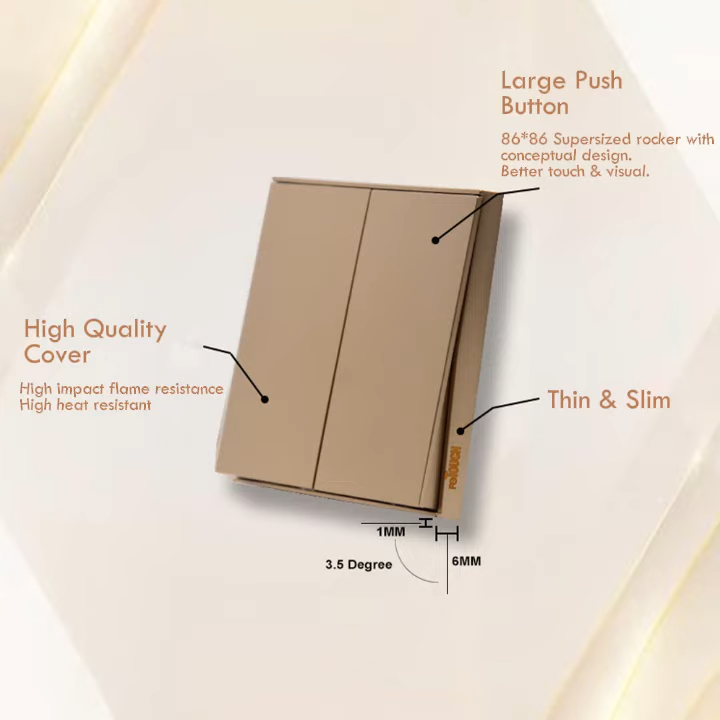 Large Push
Button
86*86 Supersized rocker with
conceptual design.
Better touch & visual.
High Quality
Cover
High impact flame resistance
High heat resistant
Thin & Slim
reTOUCH
1MM
3.5 Degree
6MM